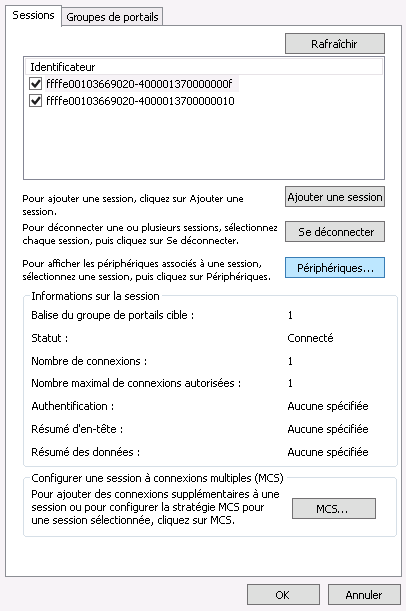 Sessions
Groupes de portails
Rafraîchir
Identificateur
ffffe00103669020-400001370000000f
ffffe00103669020-4000013700000010
Pour ajouter une session, cliquez sur Ajouter une
session.
Ajouter une session
Pour déconnecter une ou plusieurs sessions, sélectionnez
chaque session, puis cliquez sur Se déconnecter.
Se déconnecter
Pour afficher les périphériques associés à une session,
sélectionnez une session, puis cliquez sur Périphériques.
Périphériques...
Informations sur la session
Balise du groupe de portails cible : 1
Statut : Connecté
Nombre de connexions : 1
Nombre maximal de connexions autorisées : 1
Authentification : Aucune spécifiée
Résumé d'en-tête : Aucune spécifiée
Résumé des données : Aucune spécifiée
Configurer une session à connexions multiples (MCS)
Pour ajouter des connexions supplémentaires à une
session ou pour configurer la stratégie MCS pour
une session sélectionnée, cliquez sur MCS.
MCS...
OK
Annuler